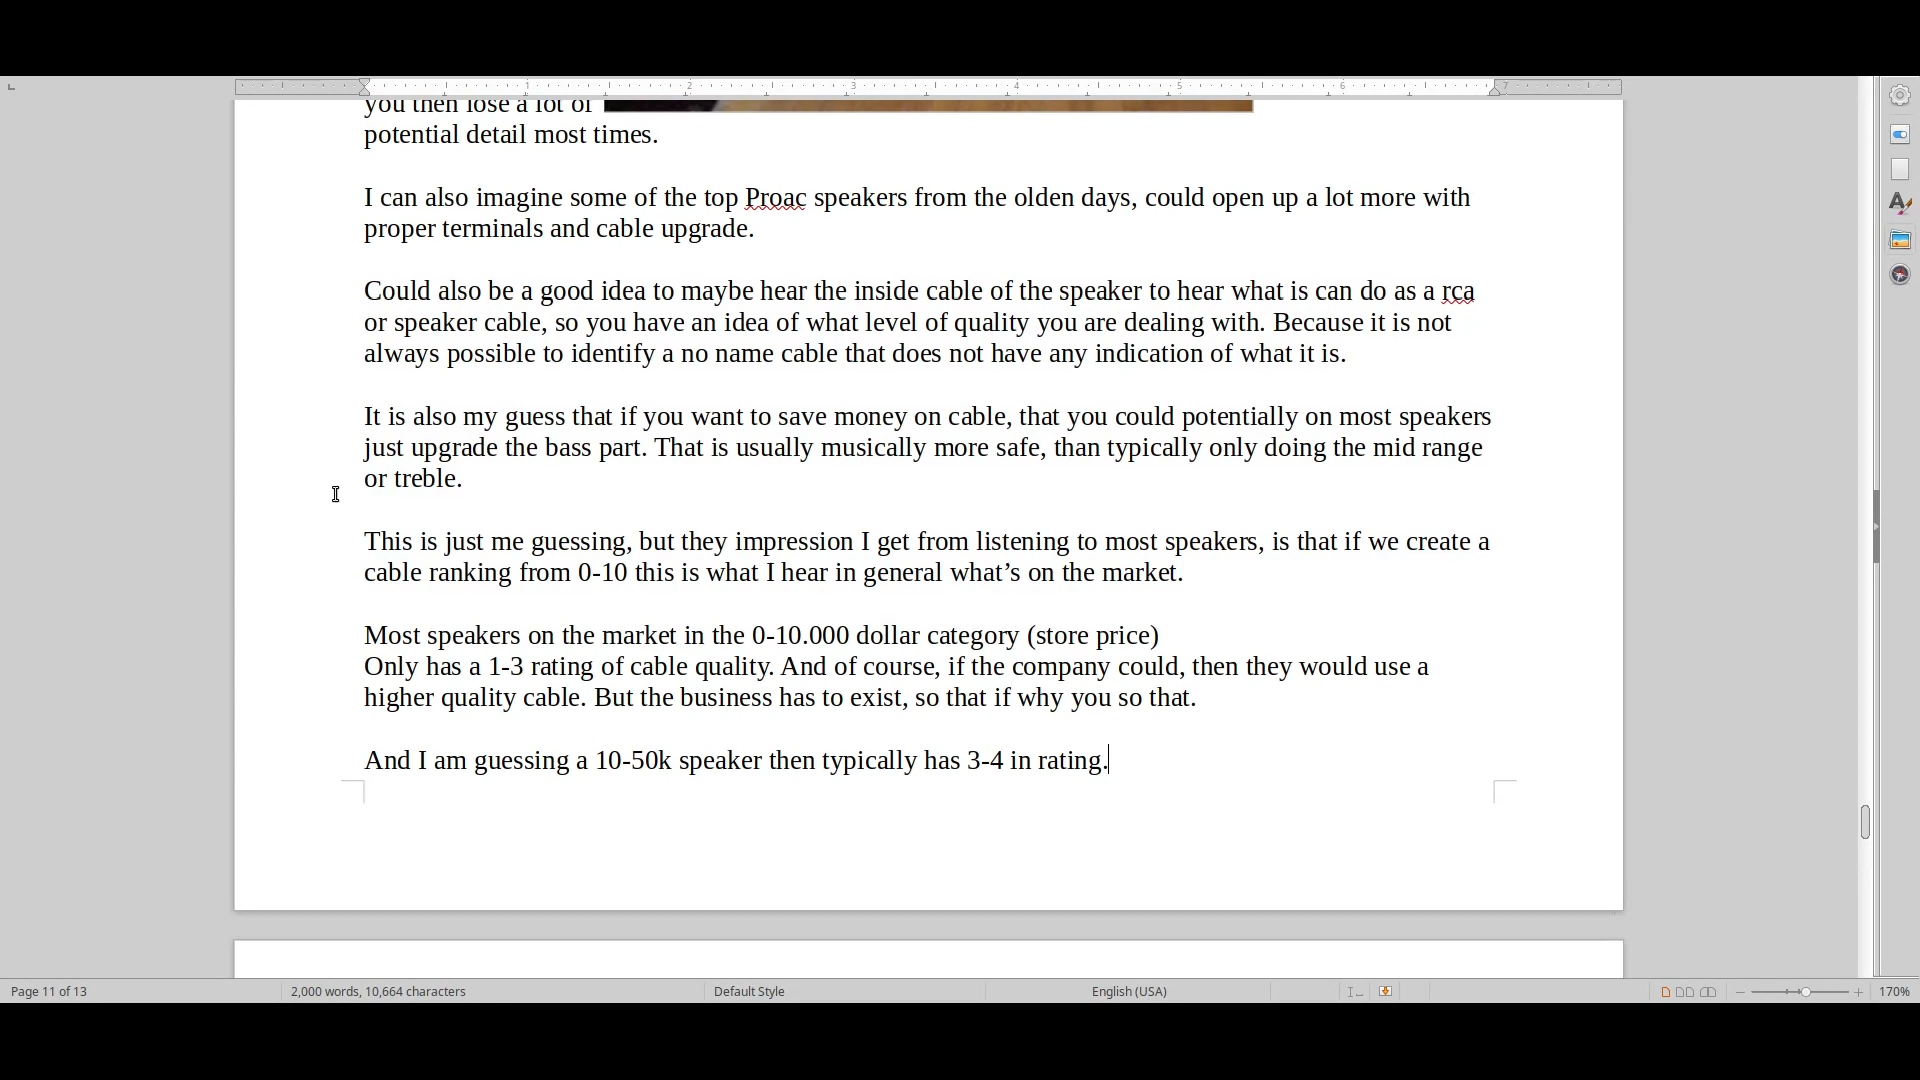 1 2 3 4 5 6 7
you then lose a lot of
potential detail most times.
I can also imagine some of the top Proac speakers from the olden days, could open up a lot more with
proper terminals and cable upgrade.
Could also be a good idea to maybe hear the inside cable of the speaker to hear what is can do as a rca
or speaker cable, so you have an idea of what level of quality you are dealing with. Because it is not
always possible to identify a no name cable that does not have any indication of what it is.
It is also my guess that if you want to save money on cable, that you could potentially on most speakers
just upgrade the bass part. That is usually musically more safe, than typically only doing the mid range
or treble.
This is just me guessing, but they impression I get from listening to most speakers, is that if we create a
cable ranking from 0-10 this is what I hear in general what’s on the market.
Most speakers on the market in the 0-10.000 dollar category (store price)
Only has a 1-3 rating of cable quality. And of course, if the company could, then they would use a
higher quality cable. But the business has to exist, so that if why you so that.
And I am guessing a 10-50k speaker then typically has 3-4 in rating.
Page 11 of 13 2,000 words, 10,664 characters Default Style English (USA) 170%